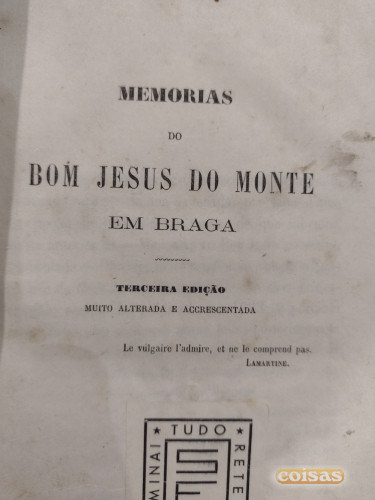 MEMORIAS
DO
BOM JESUS DO MONTE
EM BRAGA
TERCEIRA EDIÇÃO
MUITO ALTERADA E ACCRESCENTADA
Le vulgaire l'admire, et ne le comprend pas.
LAMARTINE.
★ TUDO ★
MINAI
RETE
coisas